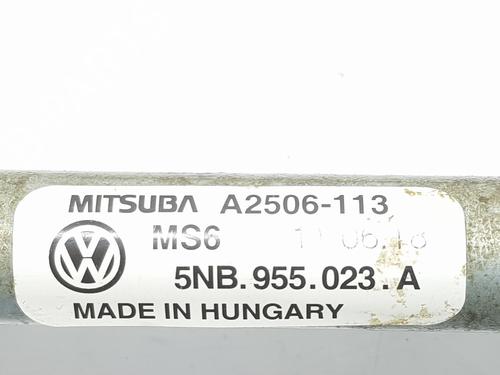 MITSUBA A2506-113
MS6
5NB.955.023.A
MADE IN HUNGARY